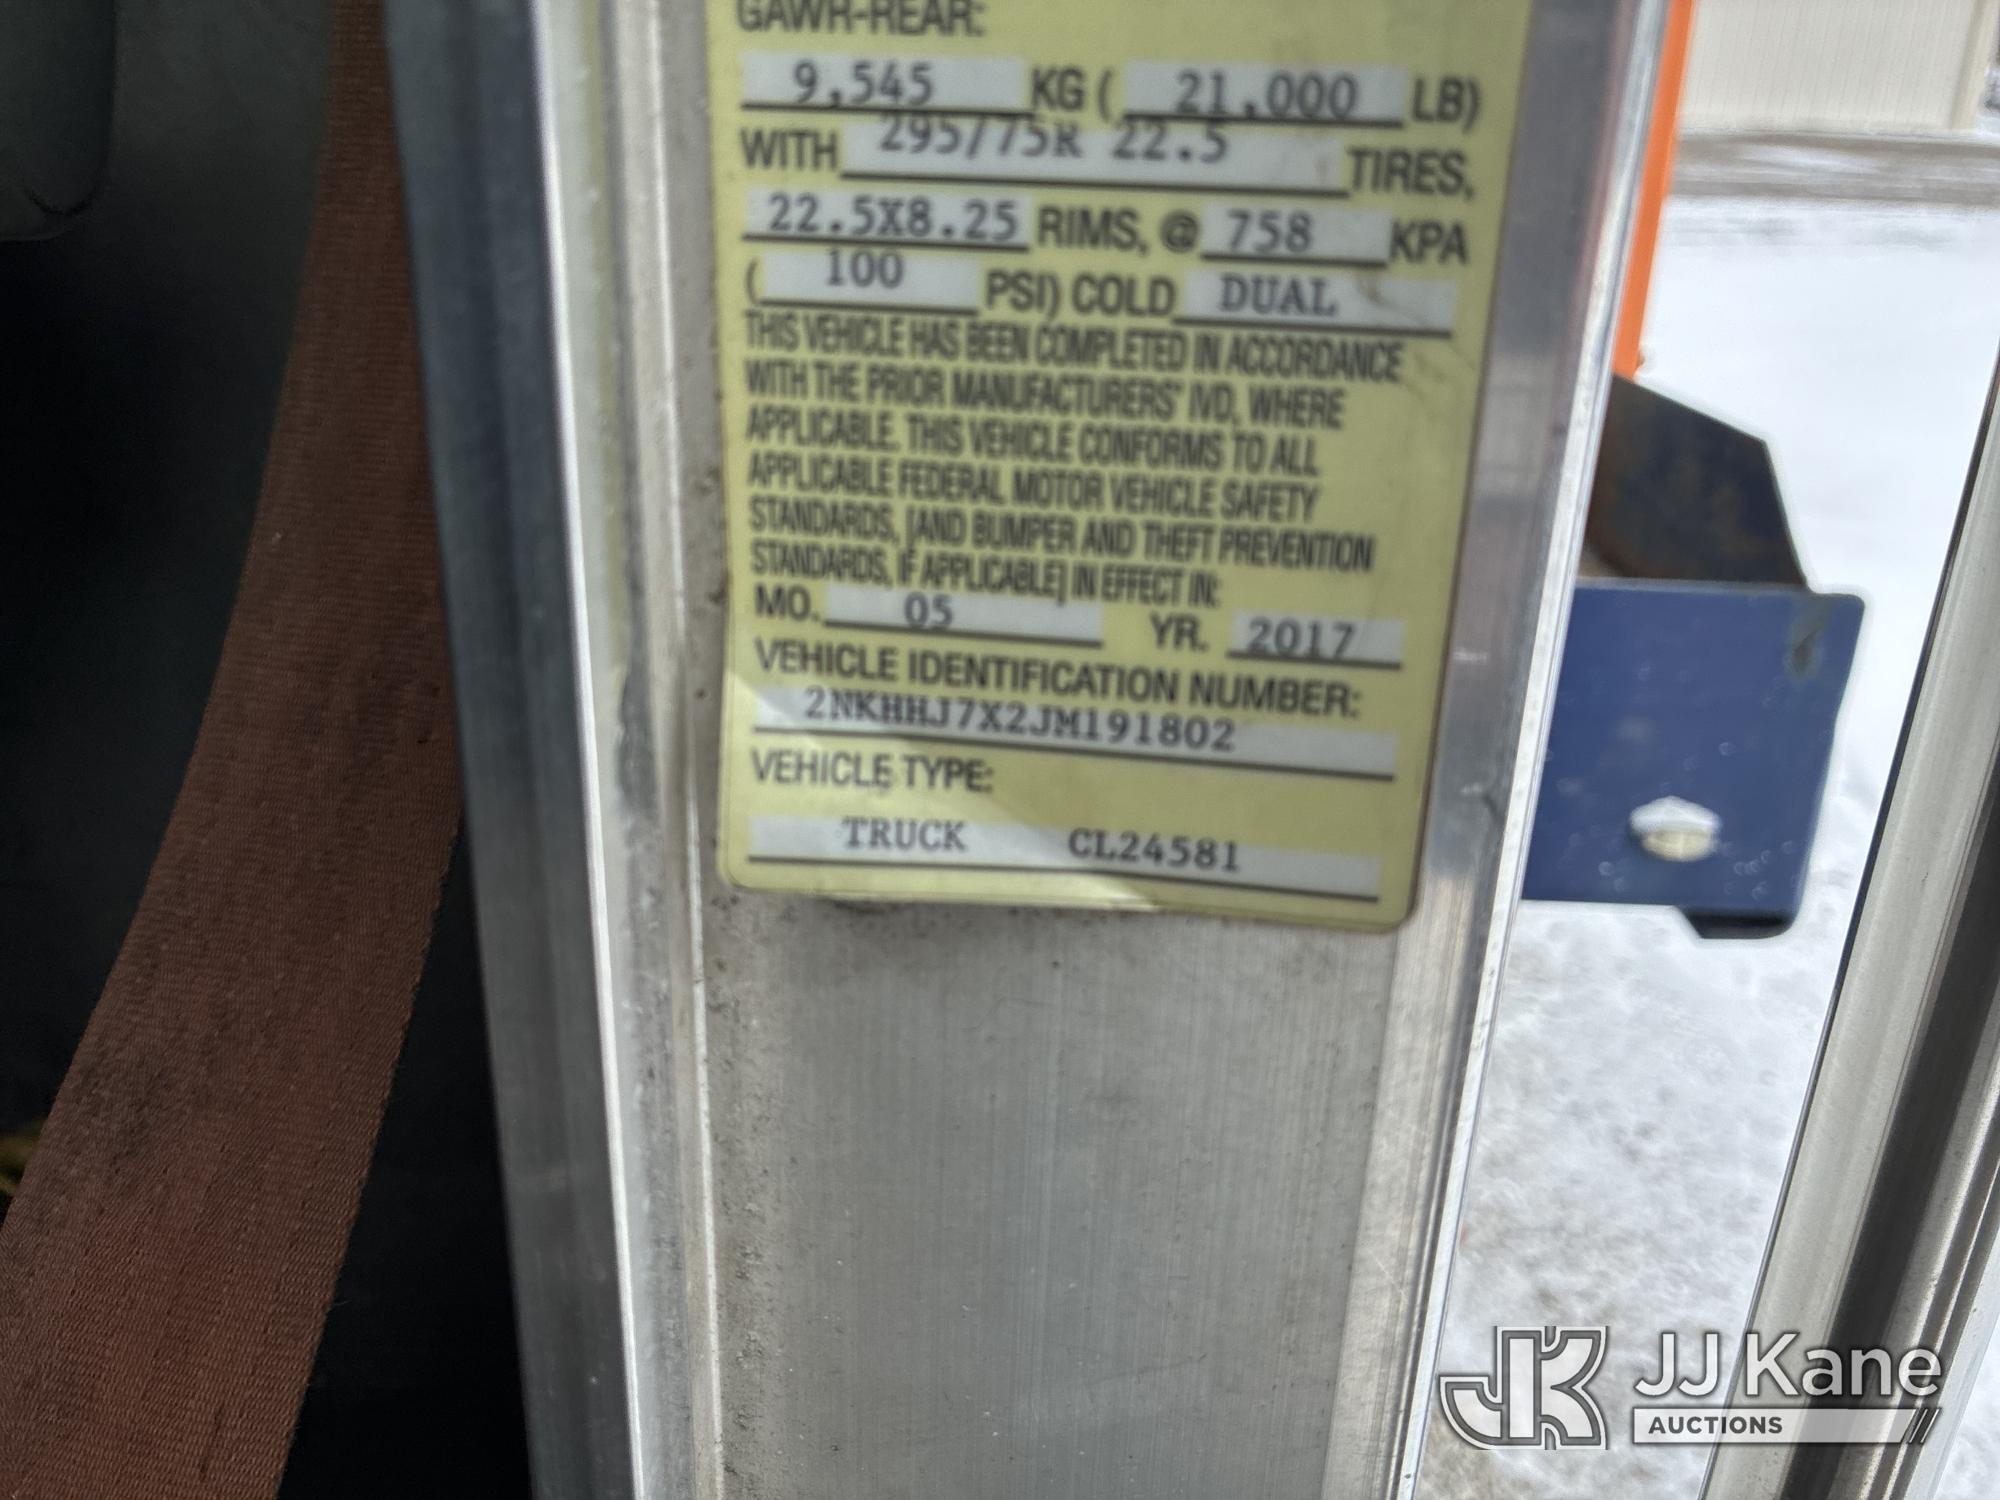 GAWR-REAR:
9,545 KG ( 21,000 LB)
WITH 295/75R 22.5 TIRES,
22.5X8.25 RIMS, @ 758 KPA
( 100 PSI) COLD DUAL
THIS VEHICLE HAS BEEN COMPLETED IN ACCORDANCE
WITH THE PRIOR MANUFACTURERS' IVD, WHERE
APPLICABLE. THIS VEHICLE CONFORMS TO ALL
APPLICABLE FEDERAL MOTOR VEHICLE SAFETY
STANDARDS, [AND BUMPER AND THEFT PREVENTION
STANDARDS, IF APPLICABLE] IN EFFECT IN:
MO. 05 YR. 2017
VEHICLE IDENTIFICATION NUMBER:
2NKHHJ7X2JM191802
VEHICLE TYPE:
TRUCK CL24581
JK JJ Kane
AUCTIONS